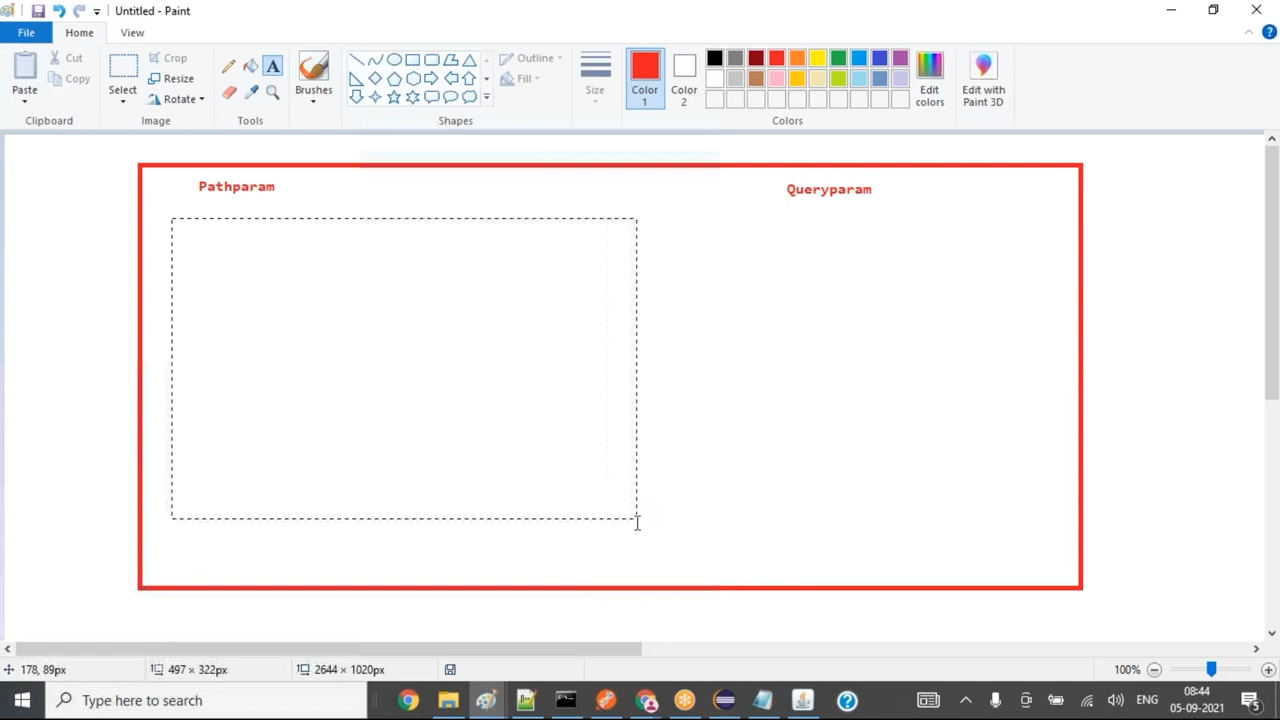 Untitled - Paint
File
Home
View
Paste
Cut
Copy
Clipboard
Select
Crop
Resize
Rotate
Image
A
Tools
Brushes
Outline
Fill
Shapes
Size
Color 1
Color 2
Edit colors
Colors
Edit with Paint 3D
Pathparam
Queryparam
178, 89px
497 × 322px
2644 × 1020px
100%
Type here to search
ENG
08:44
05-09-2021
5